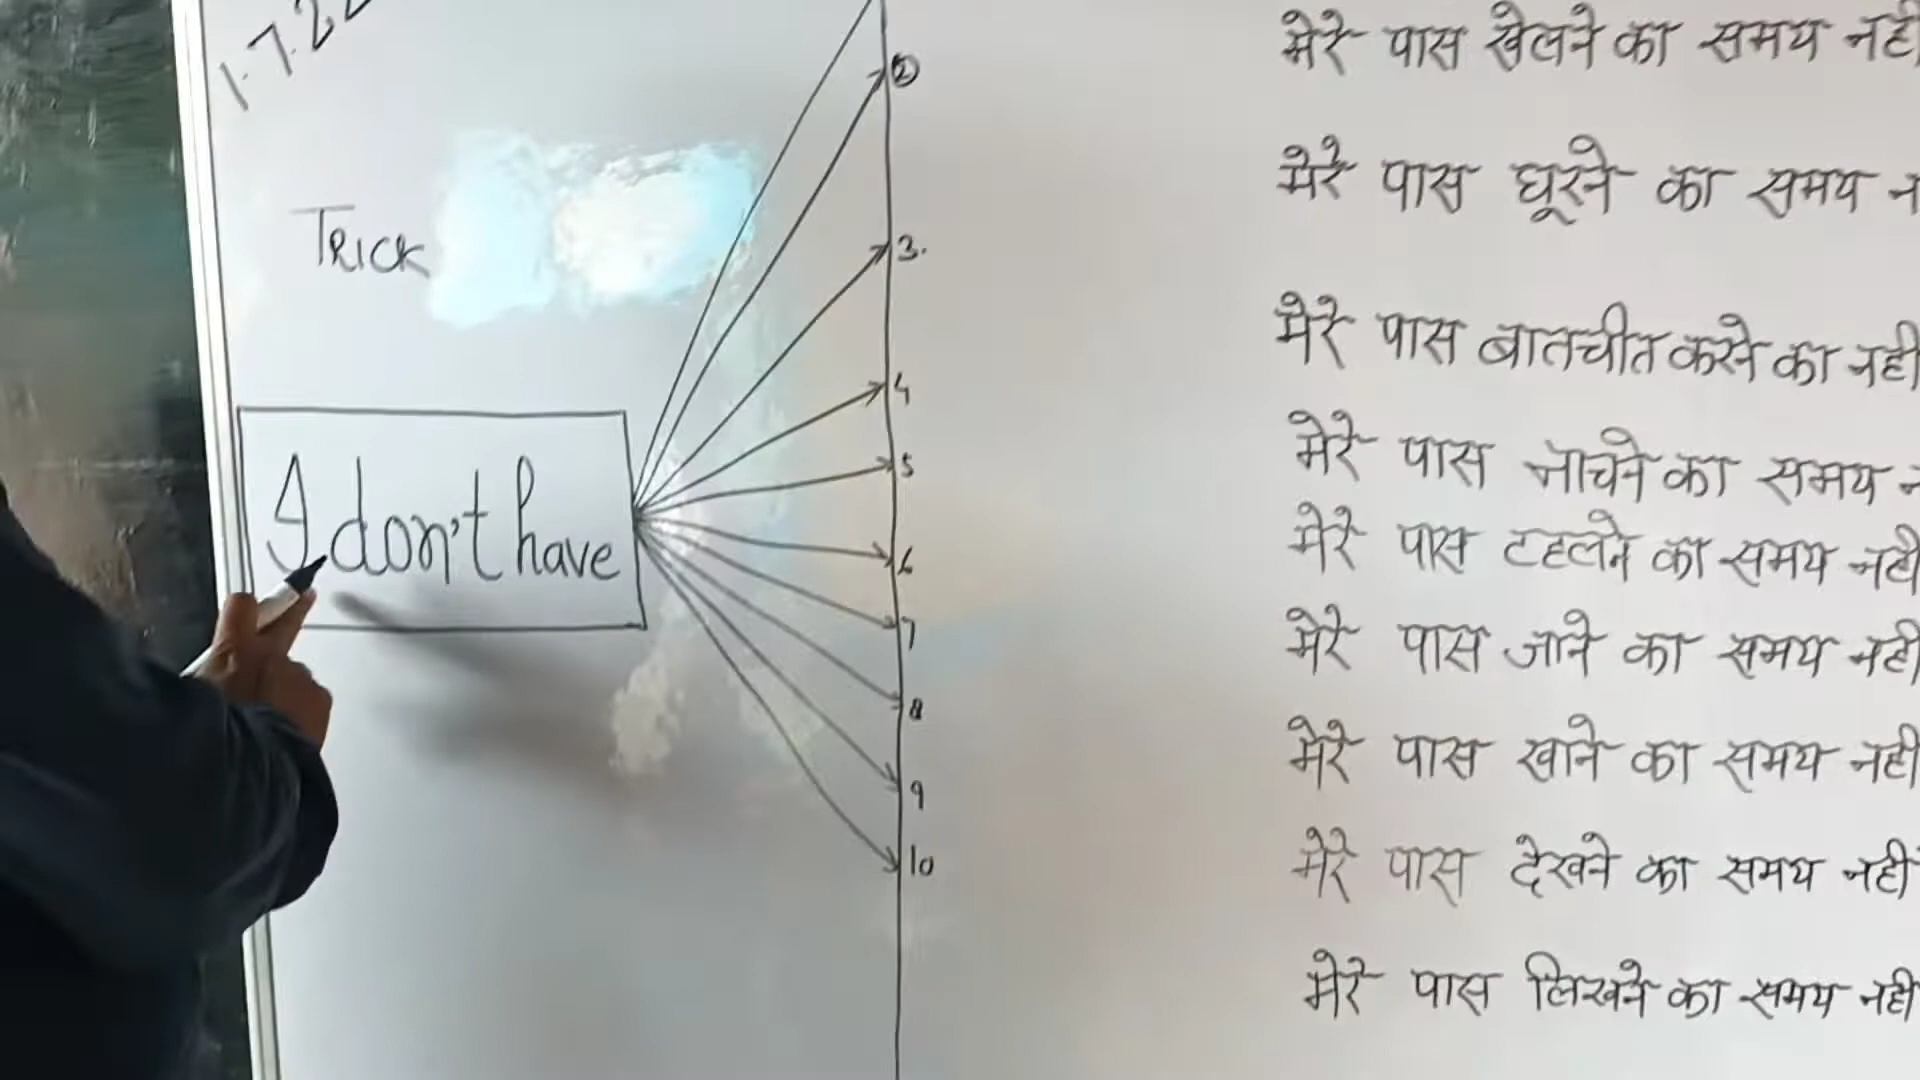 1.7.22
TRICK
I don't have
②
3.
4
5
6
7
8
9
10
मेरे पास खेलने का समय नही
मेरे पास घूरने का समय न
मेरे पास बातचीत करने का नही
मेरे पास नाचने का समय न
मेरे पास टहलने का समय नही
मेरे पास जाने का समय नही
मेरे पास खाने का समय नही
मेरे पास देखने का समय नही
मेरे पास लिखने का समय नही